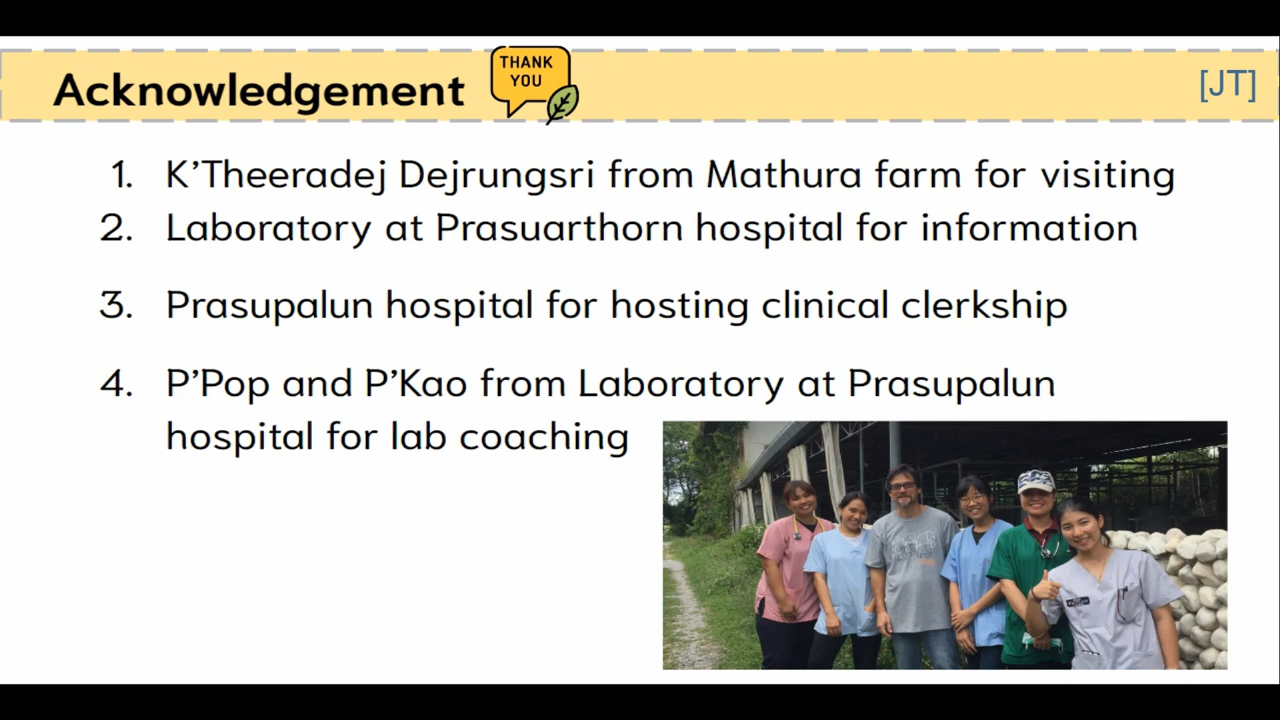 Acknowledgement
THANK
YOU
[JT]
1. K’Theeradej Dejrungsri from Mathura farm for visiting
2. Laboratory at Prasuarthorn hospital for information
3. Prasupalun hospital for hosting clinical clerkship
4. P’Pop and P’Kao from Laboratory at Prasupalun
hospital for lab coaching